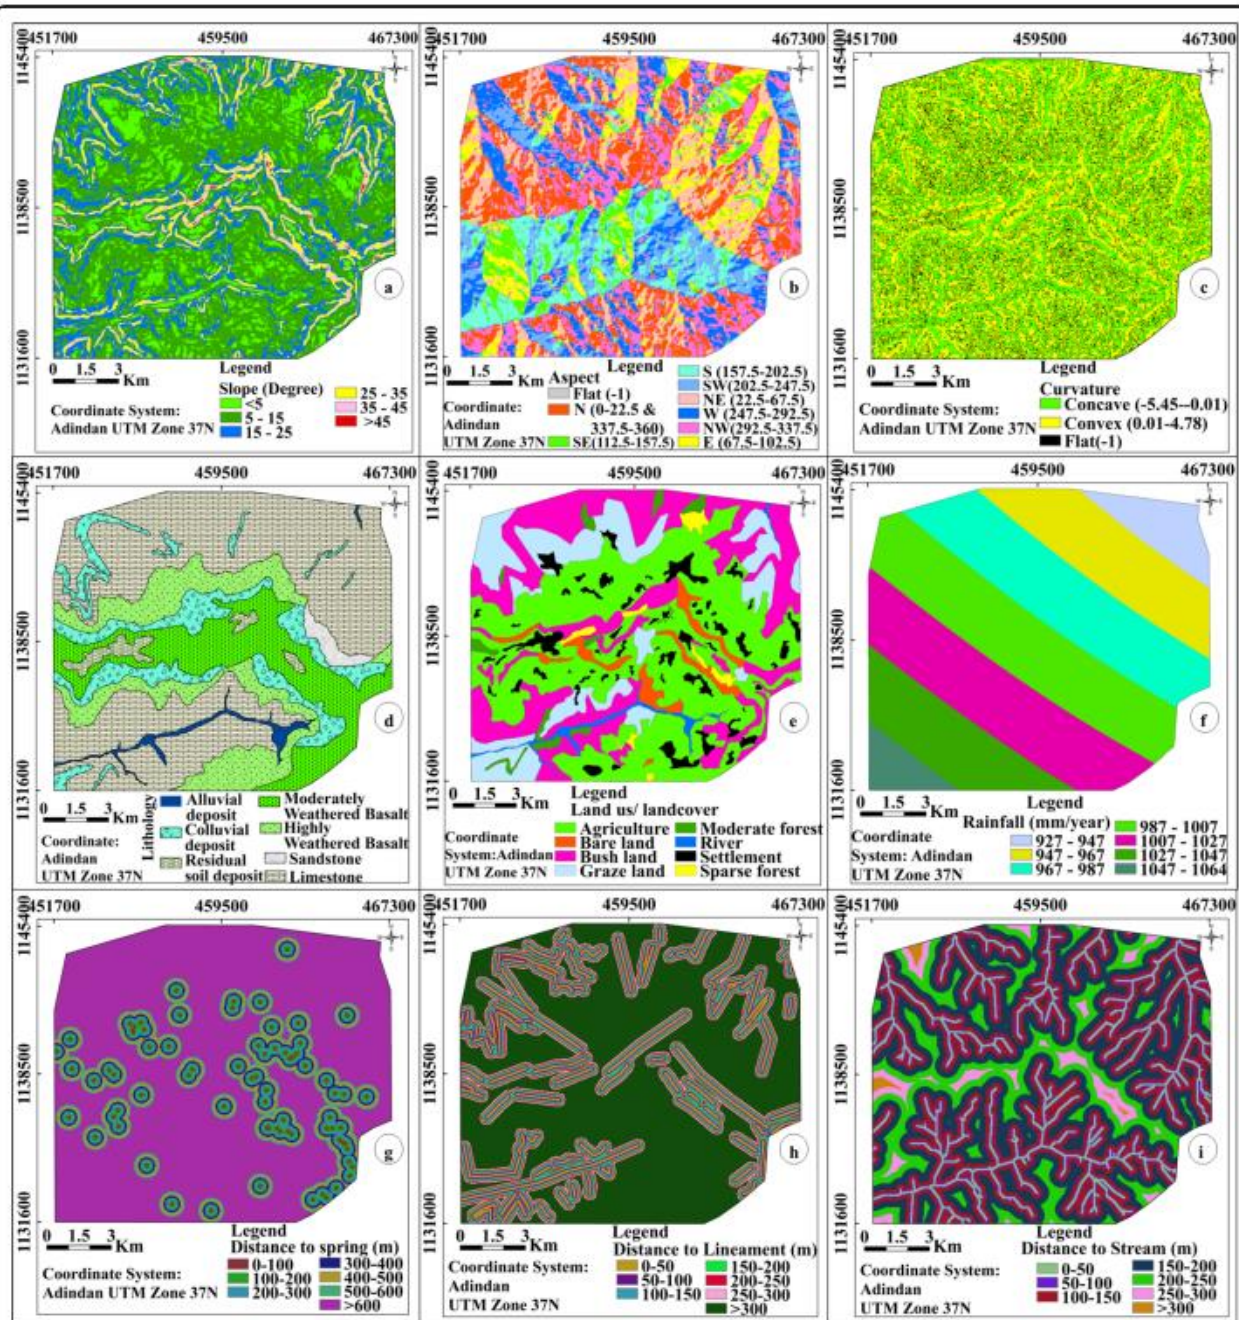 451700 459500 467300
1145400
1138500
1131600
a
0 1.5 3
Km
Legend
Slope (Degree)
<5
5 - 15
15 - 25
25 - 35
35 - 45
>45
Coordinate System:
Adindan UTM Zone 37N
451700 459500 467300
1145400
1138500
1131600
b
0 1.5 3
Km
Legend
Aspect
Flat (-1)
N (0-22.5 &
337.5-360)
SE(112.5-157.5)
S (157.5-202.5)
SW(202.5-247.5)
NE (22.5-67.5)
W (247.5-292.5)
NW(292.5-337.5)
E (67.5-102.5)
Coordinate:
Adindan
UTM Zone 37N
451700 459500 467300
1145400
1138500
1131600
c
0 1.5 3
Km
Legend
Curvature
Concave (-5.45--0.01)
Convex (0.01-4.78)
Flat(-1)
Coordinate System:
Adindan UTM Zone 37N
451700 459500 467300
1145400
1138500
1131600
d
0 1.5 3
Km
Legend
Lithology
Alluvial
deposit
Colluvial
deposit
Residual
soil deposit
Moderately
Weathered Basalt
Highly
Weathered Basalt
Sandstone
Limestone
Coordinate:
Adindan
UTM Zone 37N
451700 459500 467300
1145400
1138500
1131600
e
0 1.5 3
Km
Legend
Land us/ landcover
Agriculture
Bare land
Bush land
Graze land
Moderate forest
River
Settlement
Sparse forest
Coordinate
System:Adindan
UTM Zone 37N
451700 459500 467300
1145400
1138500
1131600
f
0 1.5 3
Km
Legend
Rainfall (mm/year)
927 - 947
947 - 967
967 - 987
987 - 1007
1007 - 1027
1027 - 1047
1047 - 1064
Coordinate
System: Adindan
UTM Zone 37N
451700 459500 467300
1145400
1138500
1131600
g
0 1.5 3
Km
Legend
Distance to spring (m)
0-100
100-200
200-300
300-400
400-500
500-600
>600
Coordinate System:
Adindan UTM Zone 37N
451700 459500 467300
1145400
1138500
1131600
h
0 1.5 3
Km
Legend
Distance to Lineament (m)
0-50
50-100
100-150
150-200
200-250
250-300
>300
Coordinate System:
Adindan
UTM Zone 37N
451700 459500 467300
1145400
1138500
1131600
i
0 1.5 3
Km
Legend
Distance to Stream (m)
0-50
50-100
100-150
150-200
200-250
250-300
>300
Coordinate System:
Adindan
UTM Zone 37N